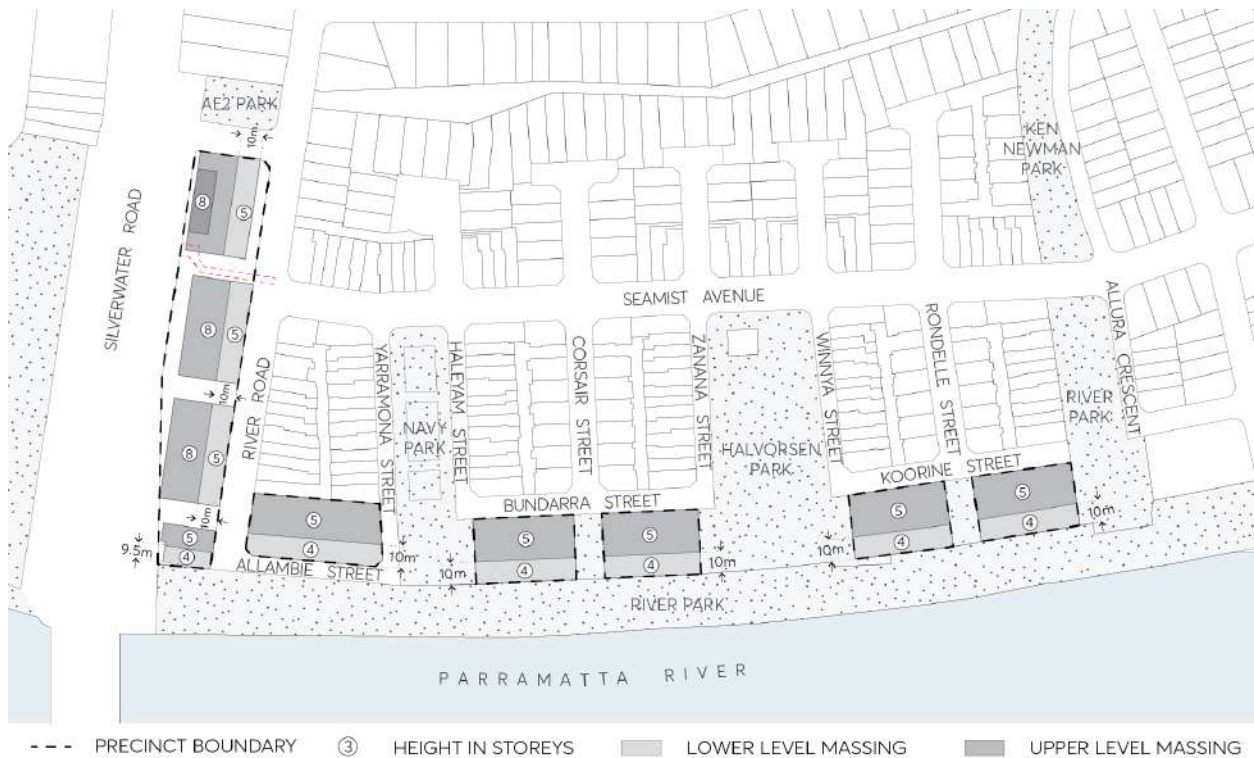 AE2 PARK
10m
KEN
NEWMAN
PARK
8
5
SILVERWATER ROAD
SEAMIST AVENUE
ALLURA CRESCENT
8
5
10m
RIVER ROAD
YARRAMONA STREET
NAVY
PARK
HALEYAM STREET
CORSAIR STREET
ZANANA STREET
HALVORSEN
PARK
WINNYA STREET
RONDELLE STREET
RIVER
PARK
8
5
KOORINE STREET
BUNDARRA STREET
10m
5
5
5
5
5
10m
5
4
4
4
4
4
9.5m
4
10m
10m
10m
10m
ALLAMBIE STREET
RIVER PARK
PARRAMATTA RIVER
PRECINCT BOUNDARY 3 HEIGHT IN STOREYS LOWER LEVEL MASSING UPPER LEVEL MASSING